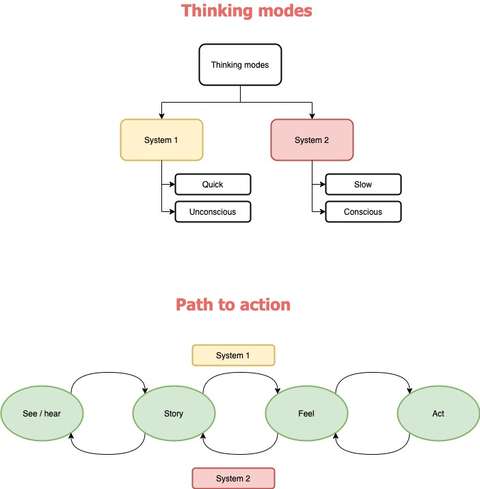 Thinking modes
Thinking modes
System 1
System 2
Quick
Slow
Unconscious
Conscious
Path to action
System 1
See / hear
Story
Feel
Act
System 2